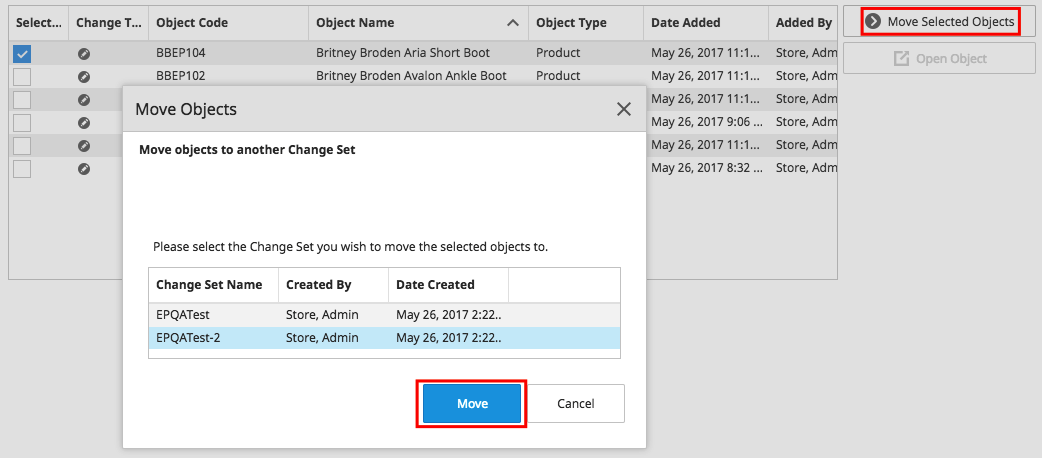 Select... Change T... Object Code Object Name Object Type Date Added Added By
Move Selected Objects
BBEP104 Britney Broden Aria Short Boot Product May 26, 2017 11:1... Store, Adm
Open Object
BBEP102 Britney Broden Avalon Ankle Boot Product May 26, 2017 11:1... Store, Adm
May 26, 2017 11:1... Store, Adm
May 26, 2017 9:06 ... Store, Adm
May 26, 2017 11:1... Store, Adm
May 26, 2017 8:32 ... Store, Adm
Move Objects
Move objects to another Change Set
Please select the Change Set you wish to move the selected objects to.
Change Set Name Created By Date Created
EPQATest Store, Admin May 26, 2017 2:22..
EPQATest-2 Store, Admin May 26, 2017 2:22..
Move Cancel